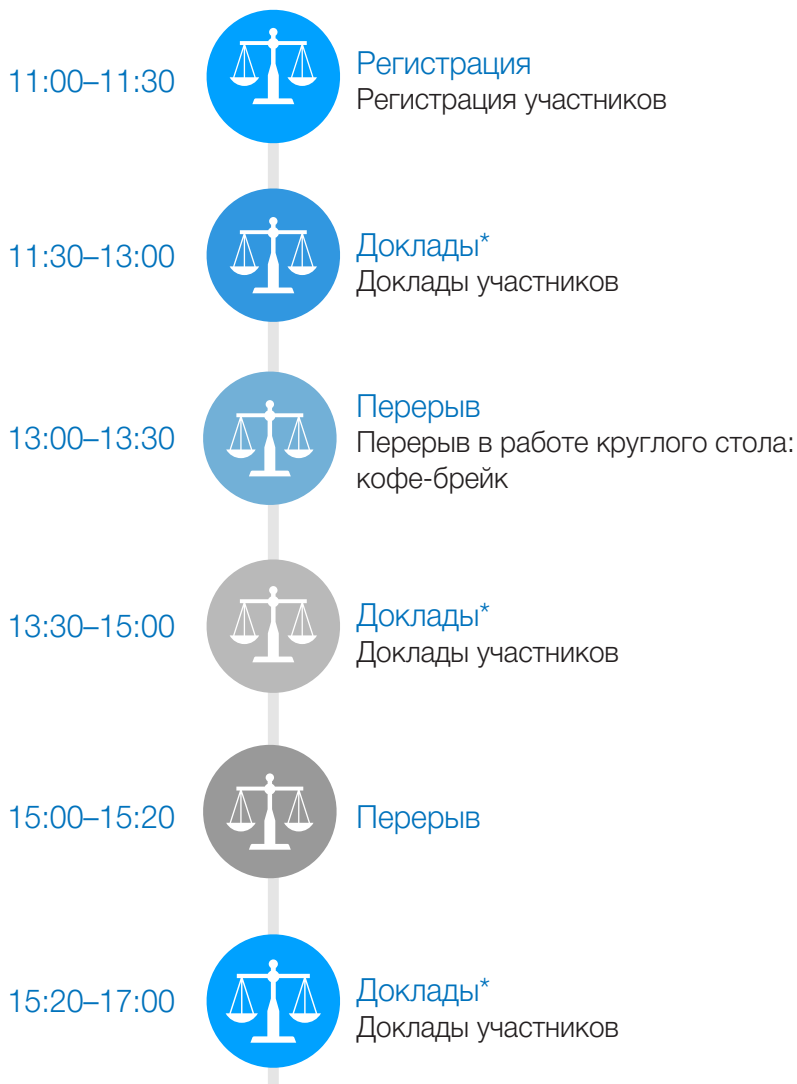 11:00–11:30
Регистрация
Регистрация участников
11:30–13:00
Доклады*
Доклады участников
13:00–13:30
Перерыв
Перерыв в работе круглого стола:
кофе-брейк
13:30–15:00
Доклады*
Доклады участников
15:00–15:20
Перерыв
15:20–17:00
Доклады*
Доклады участников